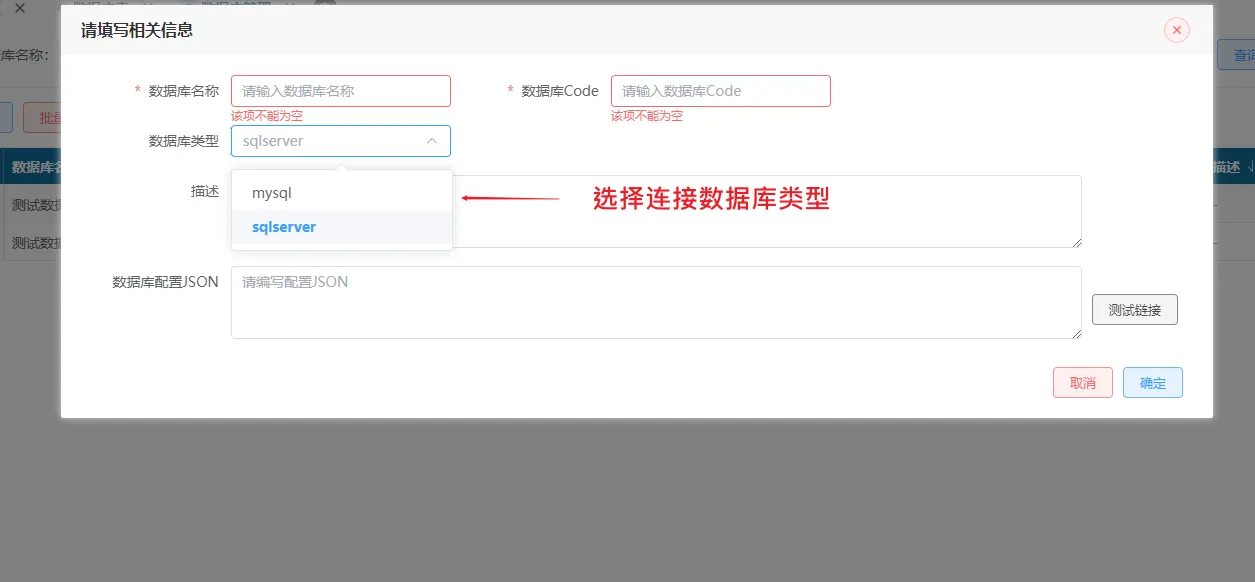 数据库管理
请填写相关信息
库名称：
查询
* 数据库名称
请输入数据库名称
* 数据库Code
请输入数据库Code
该项不能为空
该项不能为空
数据库类型
sqlserver
数据库名
描述
描述
mysql
选择连接数据库类型
测试数据
sqlserver
测试数据
数据库配置JSON
请编写配置JSON
测试链接
取消
确定